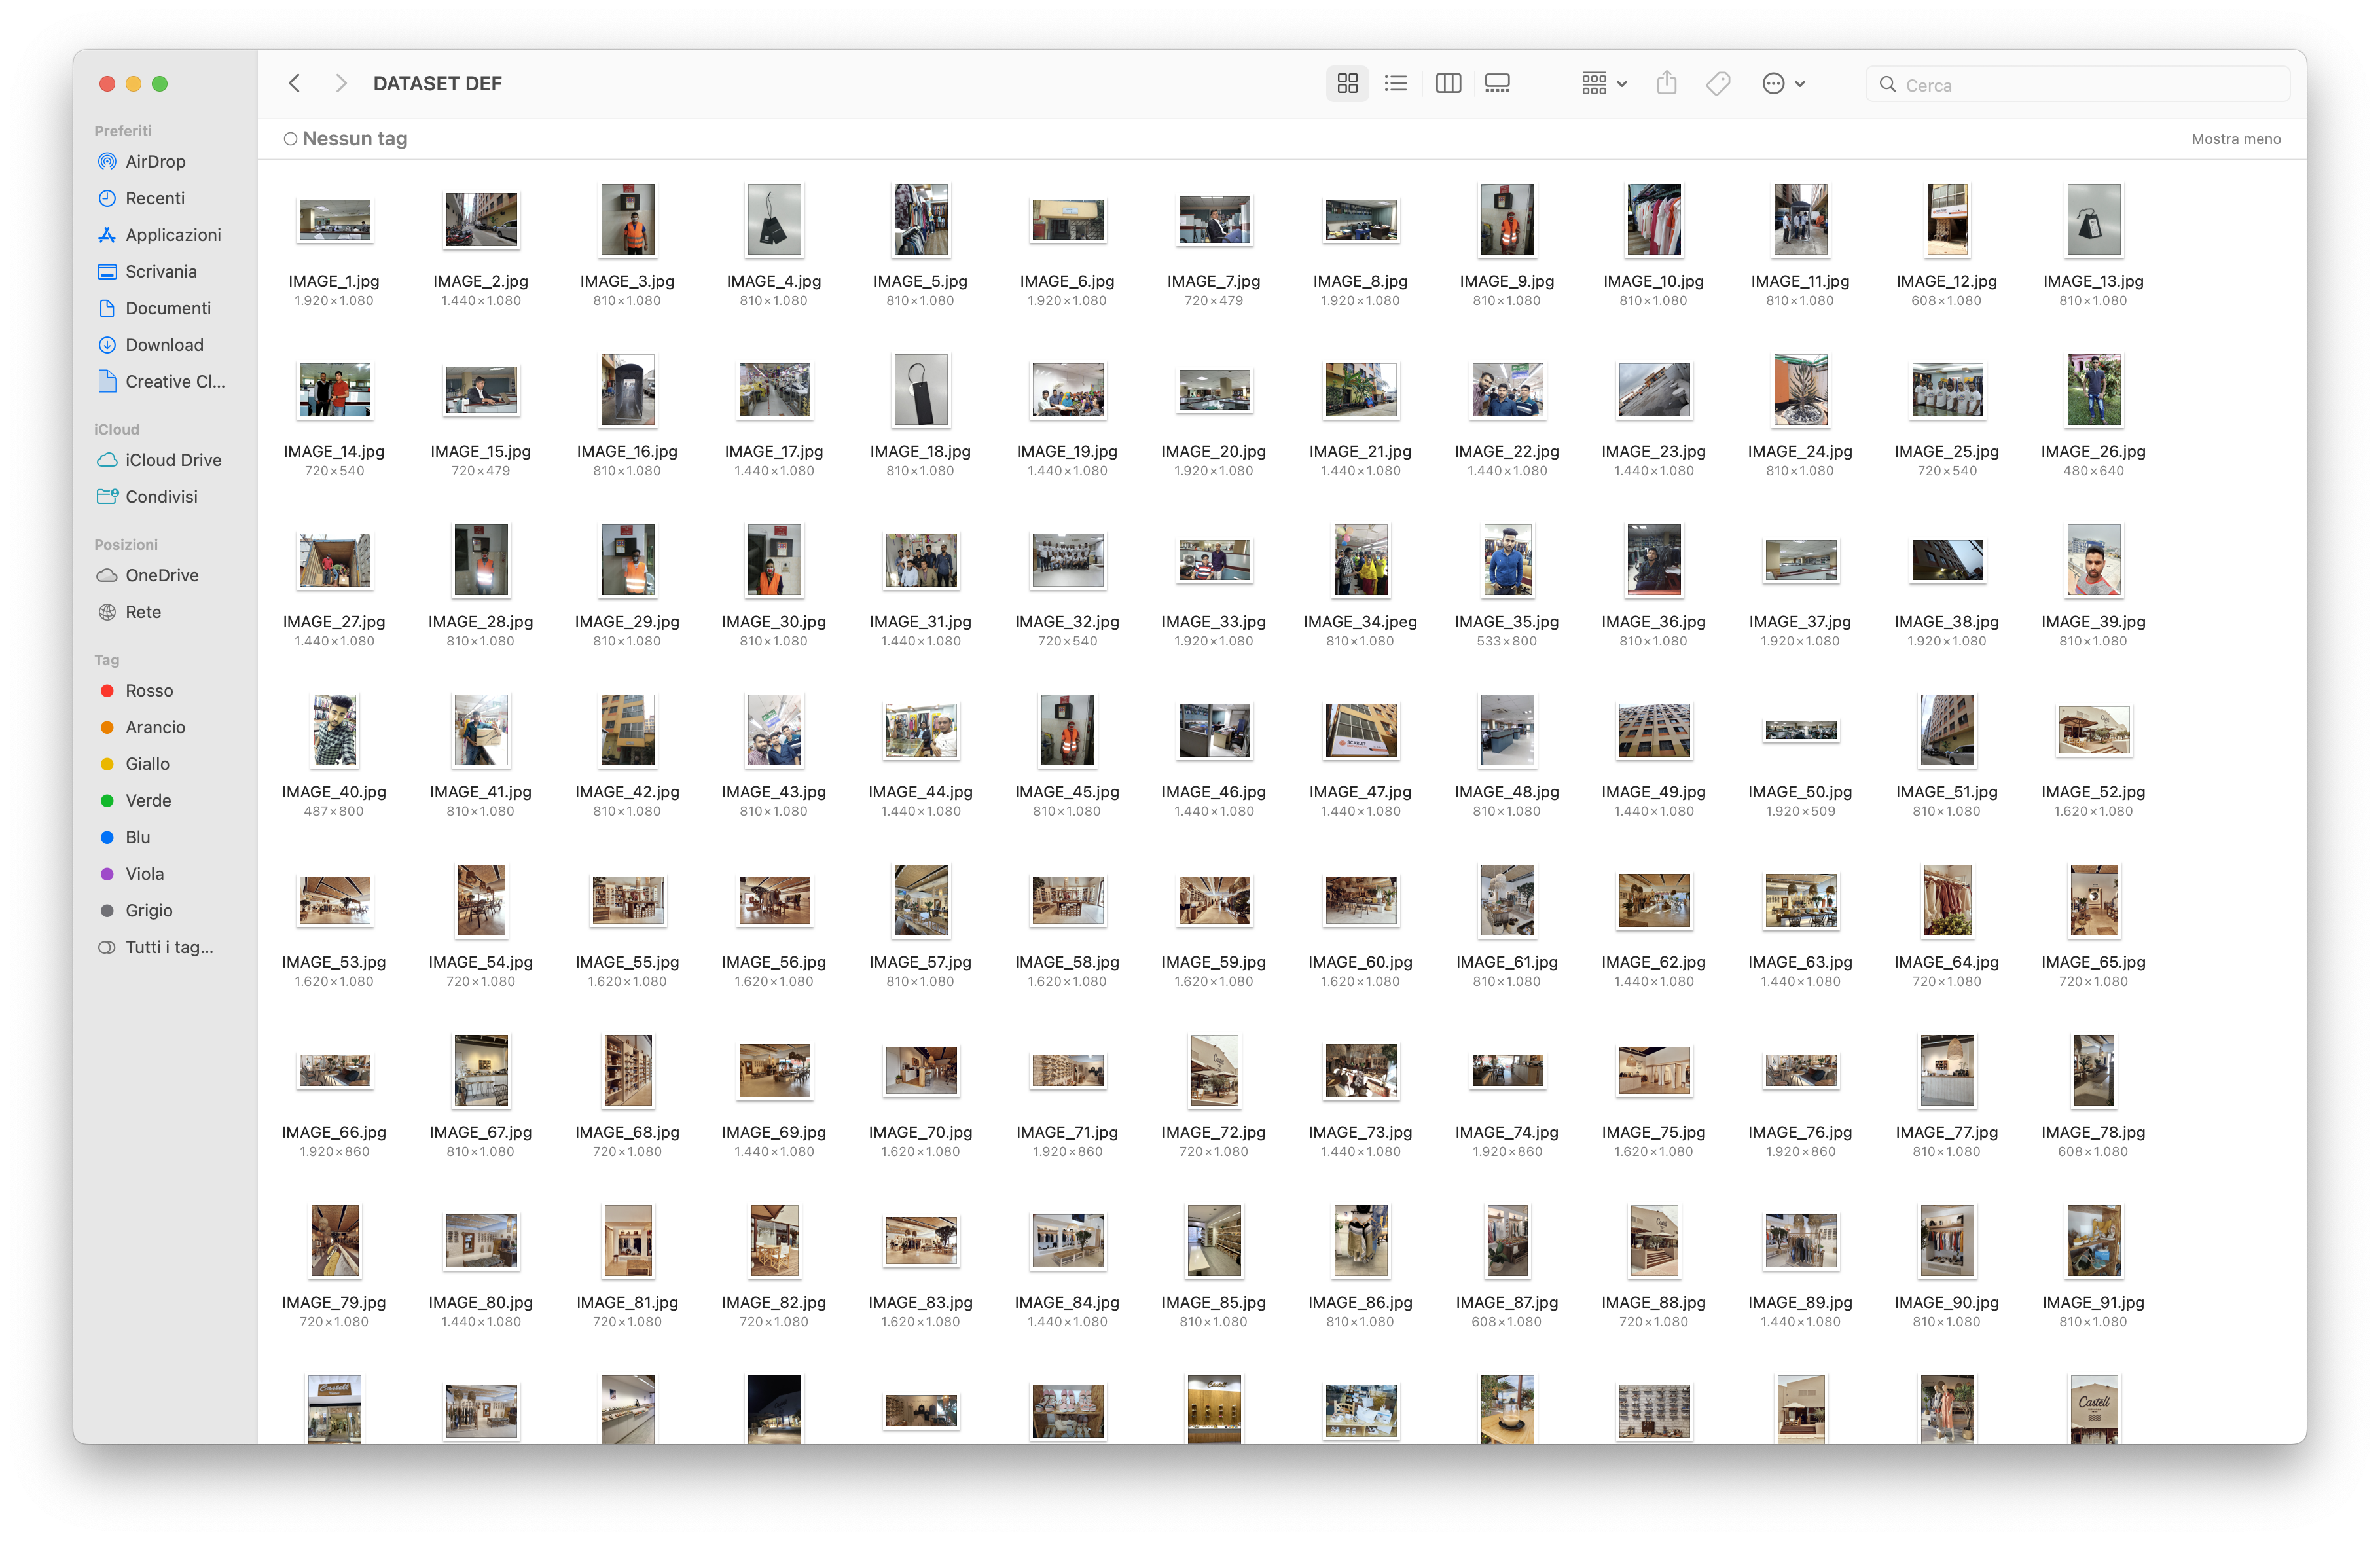 DATASET DEF
Cerca
Nessun tag
Mostra meno
Preferiti
AirDrop
Recenti
Applicazioni
Scrivania
Documenti
Download
Creative Cl...
iCloud
iCloud Drive
Condivisi
Posizioni
OneDrive
Rete
Tag
Rosso
Arancio
Giallo
Verde
Blu
Viola
Grigio
Tutti i tag...
IMAGE_1.jpg IMAGE_2.jpg IMAGE_3.jpg IMAGE_4.jpg IMAGE_5.jpg IMAGE_6.jpg IMAGE_7.jpg IMAGE_8.jpg IMAGE_9.jpg IMAGE_10.jpg IMAGE_11.jpg IMAGE_12.jpg IMAGE_13.jpg
1.920×1.080 1.440×1.080 810×1.080 810×1.080 810×1.080 1.920×1.080 720×479 1.920×1.080 810×1.080 810×1.080 810×1.080 608×1.080 810×1.080
IMAGE_14.jpg IMAGE_15.jpg IMAGE_16.jpg IMAGE_17.jpg IMAGE_18.jpg IMAGE_19.jpg IMAGE_20.jpg IMAGE_21.jpg IMAGE_22.jpg IMAGE_23.jpg IMAGE_24.jpg IMAGE_25.jpg IMAGE_26.jpg
720×540 720×479 810×1.080 1.440×1.080 810×1.080 1.440×1.080 1.920×1.080 1.440×1.080 1.440×1.080 1.440×1.080 810×1.080 720×540 480×640
IMAGE_27.jpg IMAGE_28.jpg IMAGE_29.jpg IMAGE_30.jpg IMAGE_31.jpg IMAGE_32.jpg IMAGE_33.jpg IMAGE_34.jpeg IMAGE_35.jpg IMAGE_36.jpg IMAGE_37.jpg IMAGE_38.jpg IMAGE_39.jpg
1.440×1.080 810×1.080 810×1.080 810×1.080 1.440×1.080 720×540 1.920×1.080 810×1.080 533×800 810×1.080 1.920×1.080 1.920×1.080 810×1.080
SCARLET
IMAGE_40.jpg IMAGE_41.jpg IMAGE_42.jpg IMAGE_43.jpg IMAGE_44.jpg IMAGE_45.jpg IMAGE_46.jpg IMAGE_47.jpg IMAGE_48.jpg IMAGE_49.jpg IMAGE_50.jpg IMAGE_51.jpg IMAGE_52.jpg
487×800 810×1.080 810×1.080 810×1.080 1.440×1.080 810×1.080 1.440×1.080 1.440×1.080 810×1.080 1.440×1.080 1.920×509 810×1.080 1.620×1.080
IMAGE_53.jpg IMAGE_54.jpg IMAGE_55.jpg IMAGE_56.jpg IMAGE_57.jpg IMAGE_58.jpg IMAGE_59.jpg IMAGE_60.jpg IMAGE_61.jpg IMAGE_62.jpg IMAGE_63.jpg IMAGE_64.jpg IMAGE_65.jpg
1.620×1.080 720×1.080 1.620×1.080 1.620×1.080 810×1.080 1.620×1.080 1.620×1.080 1.620×1.080 810×1.080 1.440×1.080 1.440×1.080 720×1.080 720×1.080
IMAGE_66.jpg IMAGE_67.jpg IMAGE_68.jpg IMAGE_69.jpg IMAGE_70.jpg IMAGE_71.jpg IMAGE_72.jpg IMAGE_73.jpg IMAGE_74.jpg IMAGE_75.jpg IMAGE_76.jpg IMAGE_77.jpg IMAGE_78.jpg
1.920×860 810×1.080 720×1.080 1.440×1.080 1.620×1.080 1.920×860 720×1.080 1.440×1.080 1.920×860 1.620×1.080 1.920×860 810×1.080 608×1.080
IMAGE_79.jpg IMAGE_80.jpg IMAGE_81.jpg IMAGE_82.jpg IMAGE_83.jpg IMAGE_84.jpg IMAGE_85.jpg IMAGE_86.jpg IMAGE_87.jpg IMAGE_88.jpg IMAGE_89.jpg IMAGE_90.jpg IMAGE_91.jpg
720×1.080 1.440×1.080 720×1.080 720×1.080 1.620×1.080 1.440×1.080 810×1.080 810×1.080 608×1.080 720×1.080 1.440×1.080 810×1.080 810×1.080
Castell Castell